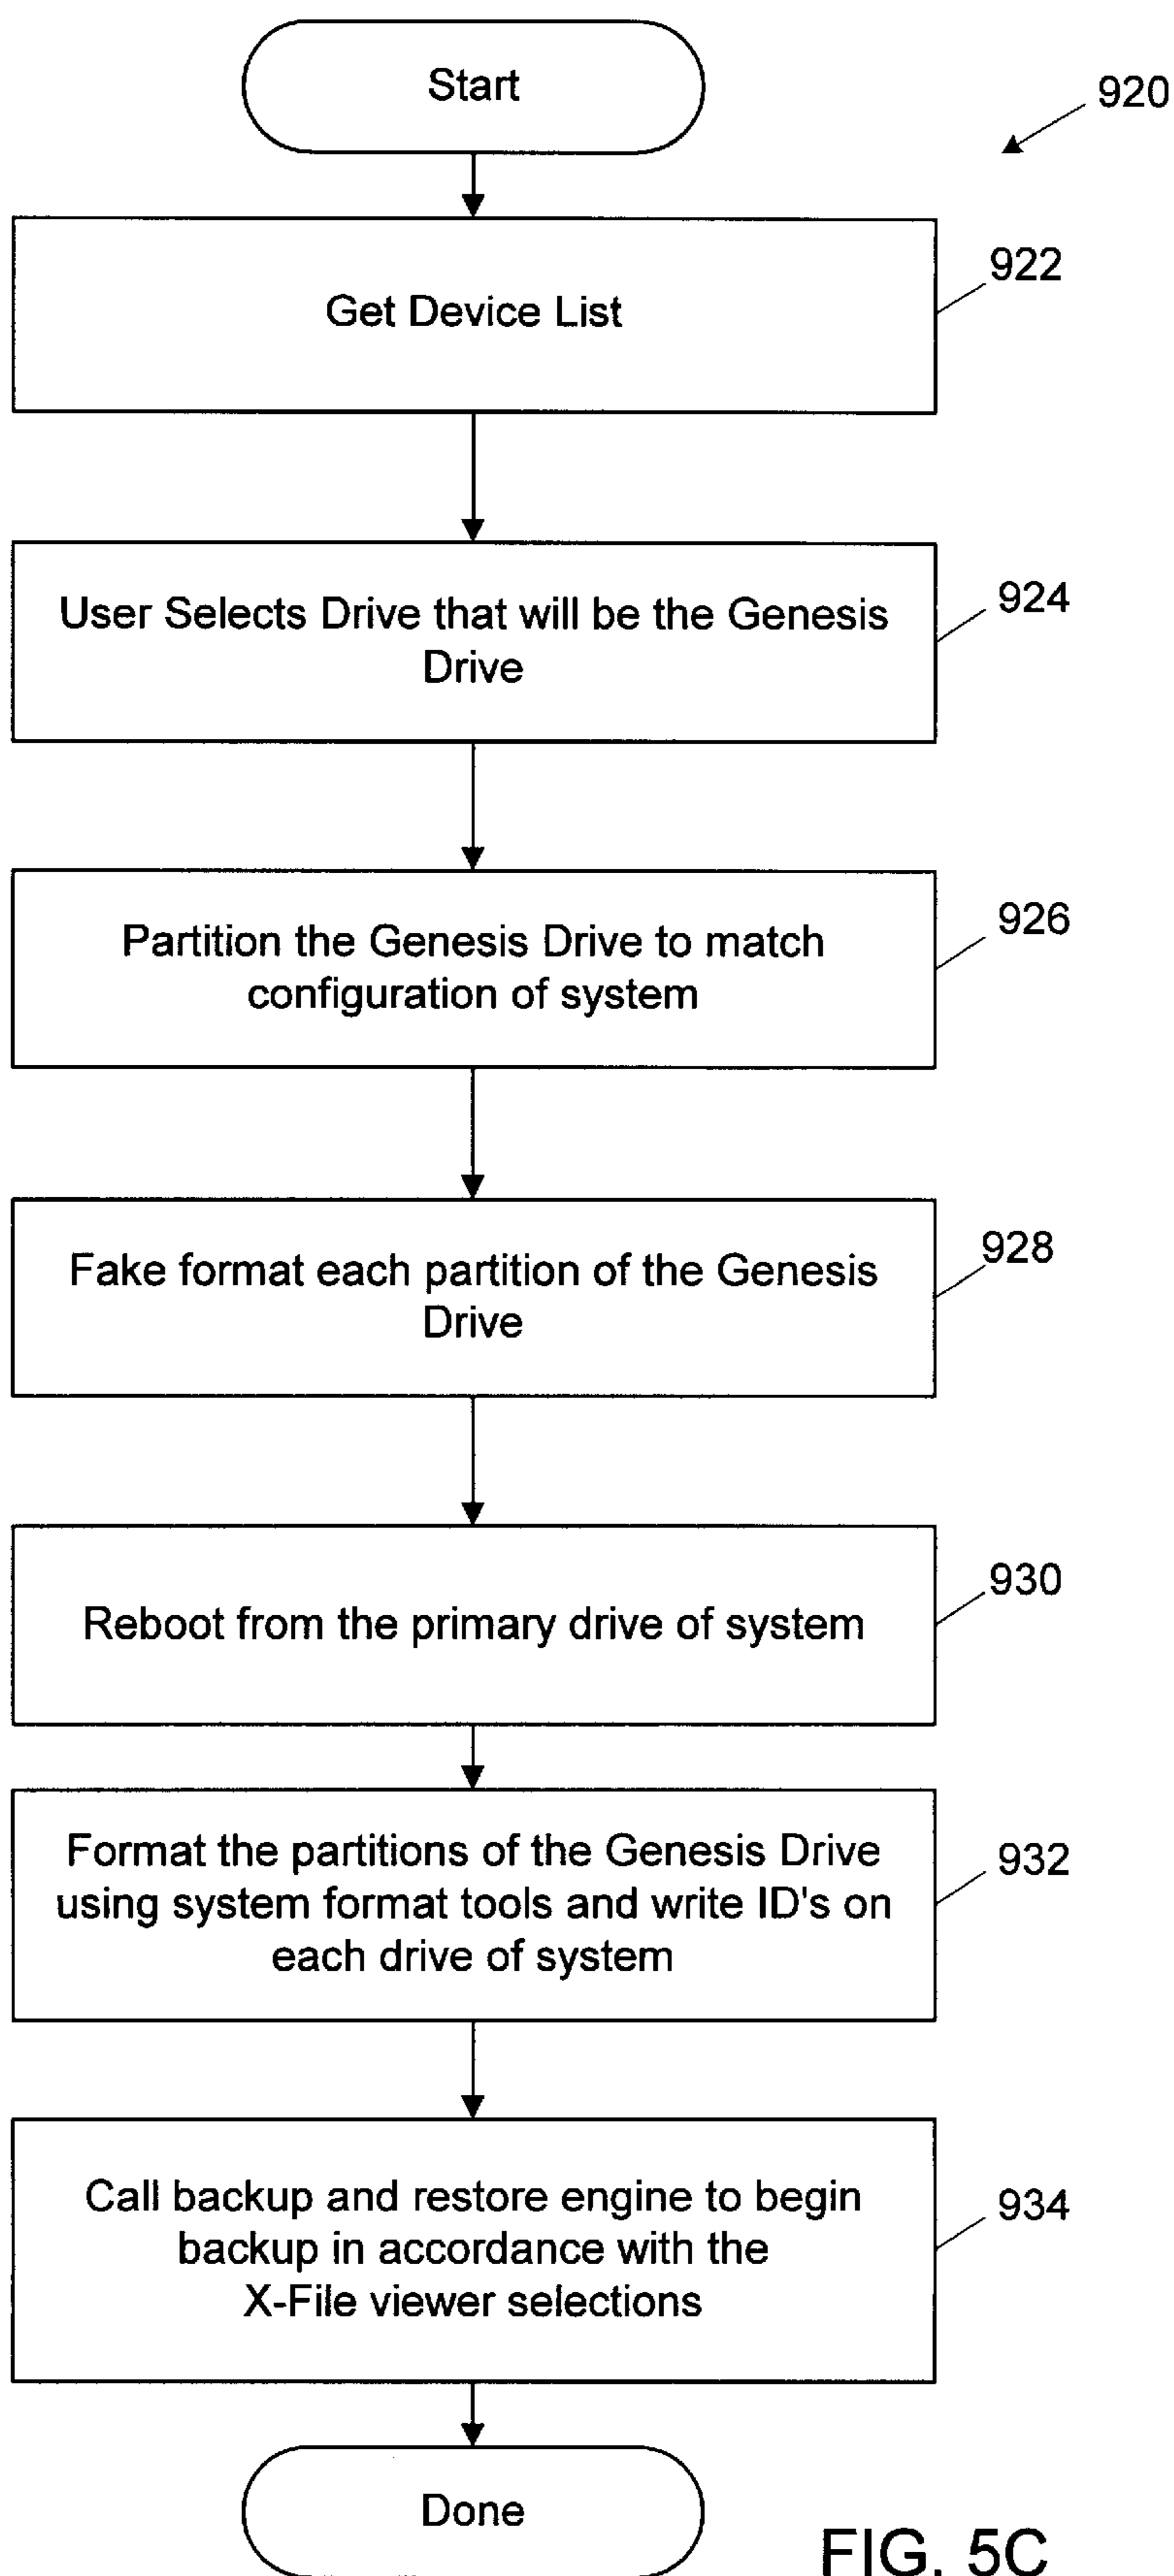 Start
920
Get Device List
922
User Selects Drive that will be the Genesis
Drive
924
Partition the Genesis Drive to match
configuration of system
926
Fake format each partition of the Genesis
Drive
928
Reboot from the primary drive of system
930
Format the partitions of the Genesis Drive
using system format tools and write ID's on
each drive of system
932
Call backup and restore engine to begin
backup in accordance with the
X-File viewer selections
934
Done
FIG. 5C